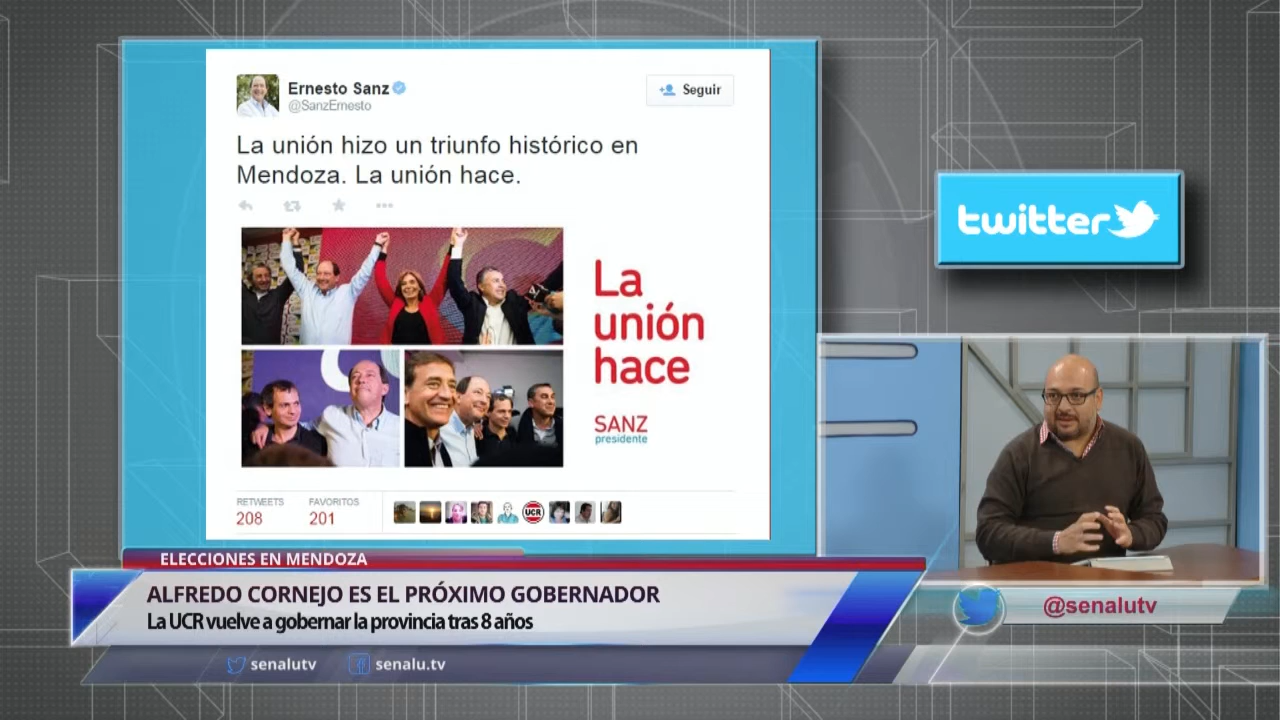 Ernesto Sanz
@SanzErnesto
Seguir
La unión hizo un triunfo histórico en
Mendoza. La unión hace.
La
unión
hace
SANZ
presidente
RETWEETS
FAVORITOS
208
201
UCR
twitter
ELECCIONES EN MENDOZA
ALFREDO CORNEJO ES EL PRÓXIMO GOBERNADOR
La UCR vuelve a gobernar la provincia tras 8 años
senalutv
senalu.tv
@senalutv